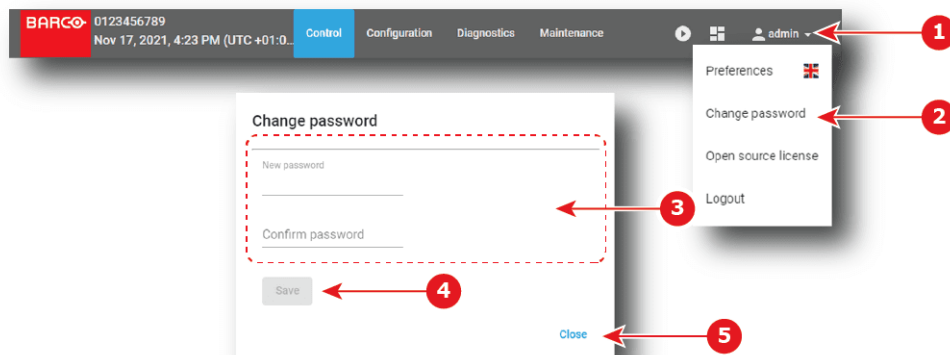 BARCO
0123456789
Nov 17, 2021, 4:23 PM (UTC +01:0...
Control Configuration Diagnostics Maintenance
admin
1
Preferences
Change password
2
Open source license
Logout
Change password
New password
Confirm password
3
Save
4
Close
5